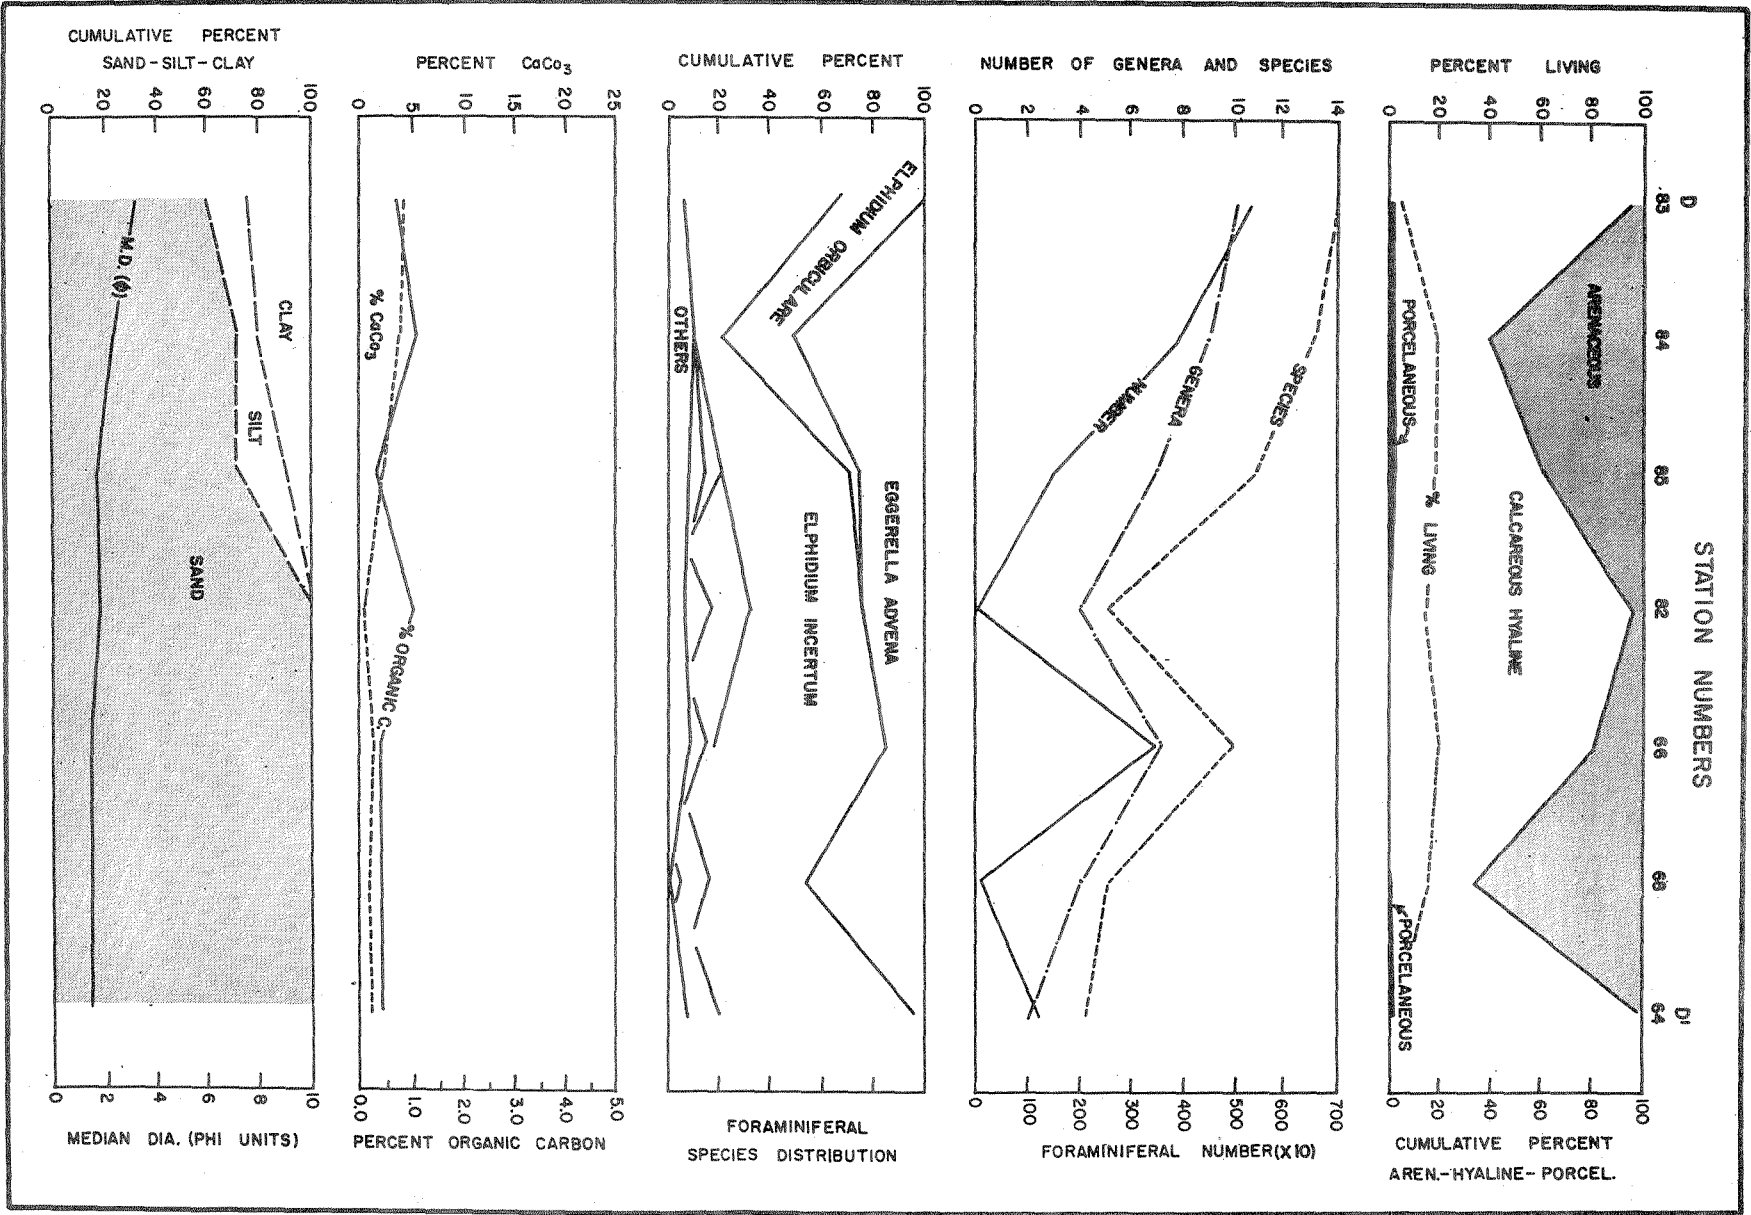 CUMULATIVE PERCENT
SAND-SILT-CLAY
0 20 40 60 80 100
M.D. (ϕ)
CLAY
SILT
SAND
0 2 4 6 8 10
MEDIAN DIA. (PHI UNITS)
PERCENT CaCo3
0 5 10 15 20 25
% CaCo3
% ORGANIC C.
0.0 1.0 2.0 3.0 4.0 5.0
PERCENT ORGANIC CARBON
CUMULATIVE PERCENT
0 20 40 60 80 100
ELPHIDIUM ORBICULARE
OTHERS
EGGERELLA ADVENA
ELPHIDIUM INCERTUM
FORAMINIFERAL
SPECIES DISTRIBUTION
NUMBER OF GENERA AND SPECIES
0 2 4 6 8 10 12 14
NUMBER
GENERA
SPECIES
0 100 200 300 400 500 600 700
FORAMINIFERAL NUMBER(X10)
PERCENT LIVING
0 20 40 60 80 100
ARENACEOUS
PORCELANEOUS
% LIVING
CALCAREOUS HYALINE
PORCELANEOUS
0 20 40 60 80 100
CUMULATIVE PERCENT
AREN.-HYALINE-PORCEL.
D D'
83 84 85 82 66 68 64
STATION NUMBERS